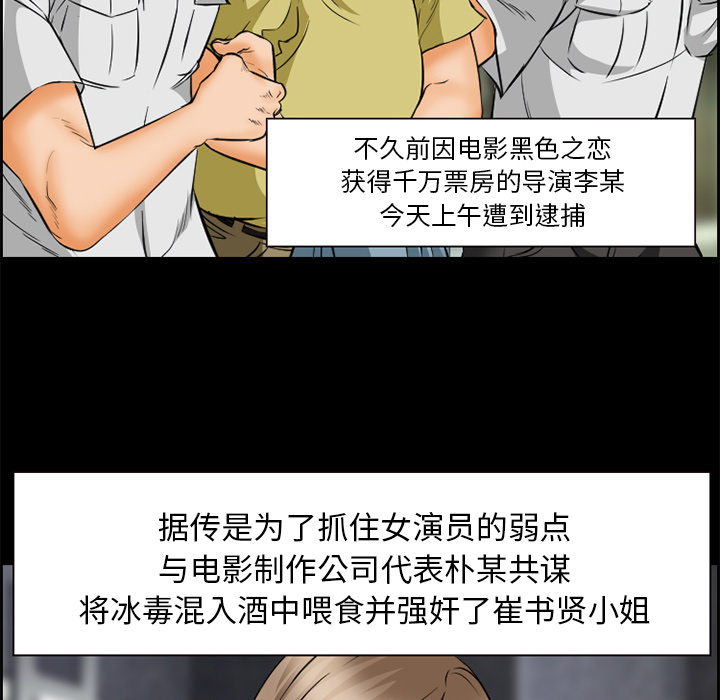 不久前因电影黑色之恋
获得千万票房的导演李某
今天上午遭到逮捕
据传是为了抓住女演员的弱点
与电影制作公司代表朴某共谋
将冰毒混入酒中喂食并强奸了崔书贤小姐